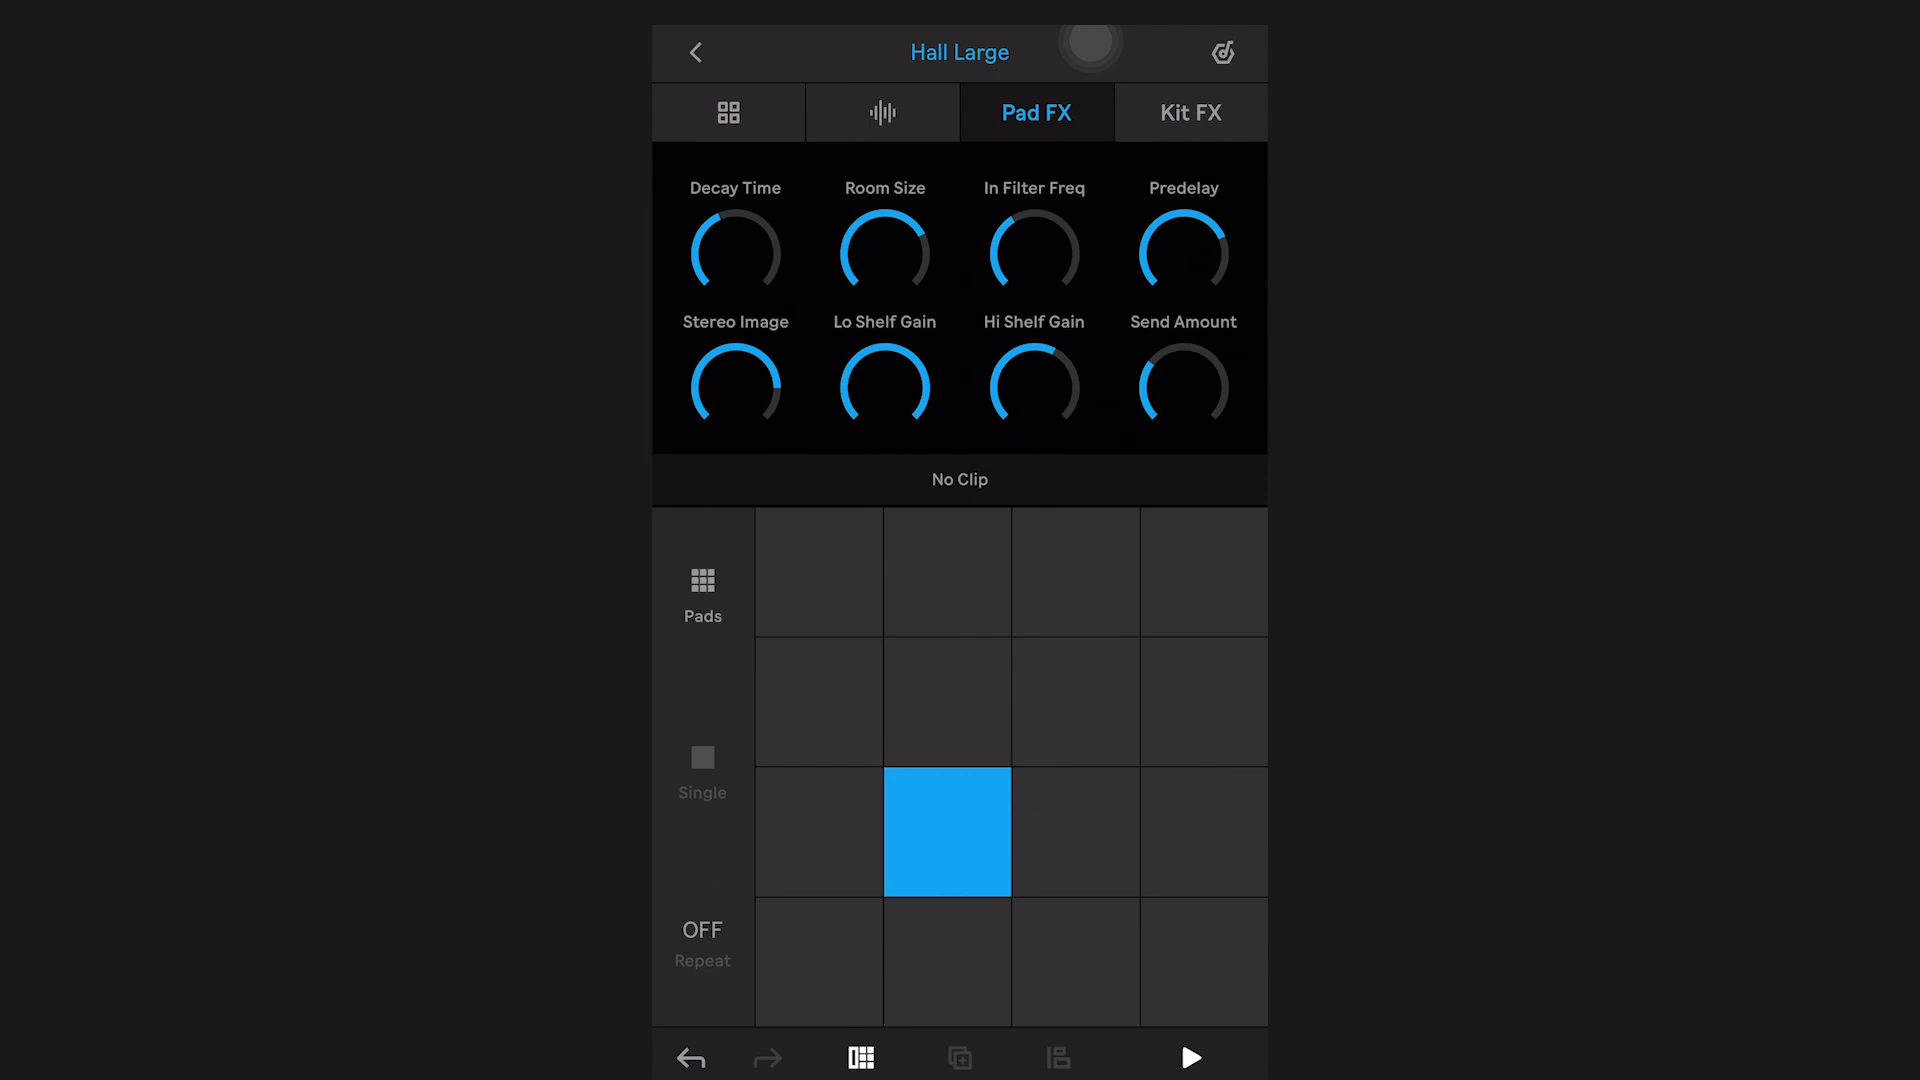 Hall Large
Pad FX
Kit FX
Decay Time
Room Size
In Filter Freq
Predelay
Stereo Image
Lo Shelf Gain
Hi Shelf Gain
Send Amount
No Clip
Pads
Single
OFF
Repeat